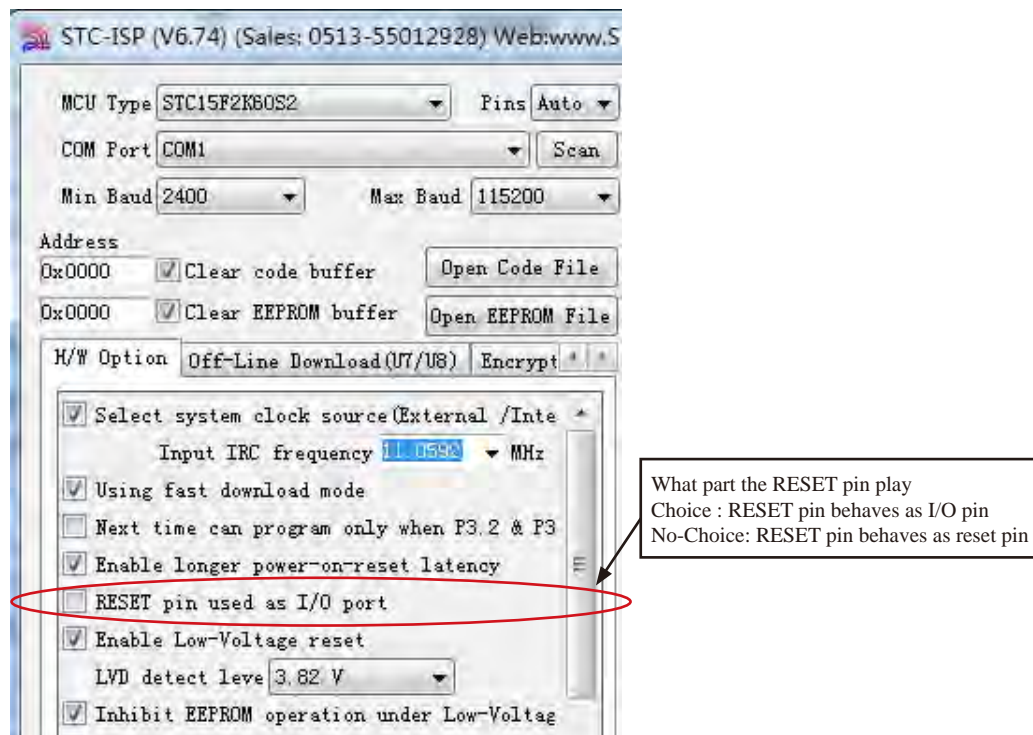 STC-ISP (V6.74) (Sales: 0513-55012928) Web:www.S
MCU Type STC15F2K60S2 Pins Auto
COM Port COM1 Scan
Min Baud 2400 Max Baud 115200
Address
0x0000 Clear code buffer Open Code File
0x0000 Clear EEPROM buffer Open EEPROM File
H/W Option Off-Line Download(U7/U8) Encrypt
Select system clock source(External /Inte
Input IRC frequency 11.0592 MHz
Using fast download mode
Next time can program only when P3.2 & P3
Enable longer power-on-reset latency
RESET pin used as I/O port
Enable Low-Voltage reset
LVD detect leve 3.82 V
Inhibit EEPROM operation under Low-Voltag
What part the RESET pin play
Choice : RESET pin behaves as I/O pin
No-Choice: RESET pin behaves as reset pin